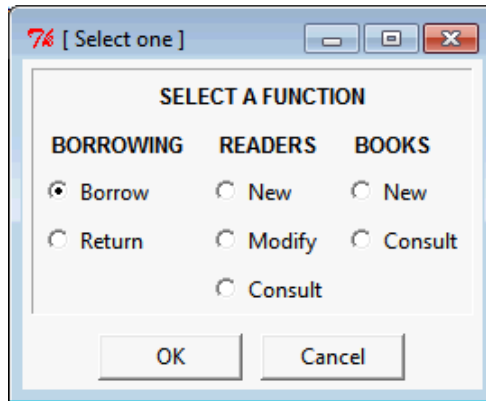 [ Select one ]
SELECT A FUNCTION
BORROWING READERS BOOKS
Borrow New New
Return Modify Consult
Consult
OK Cancel